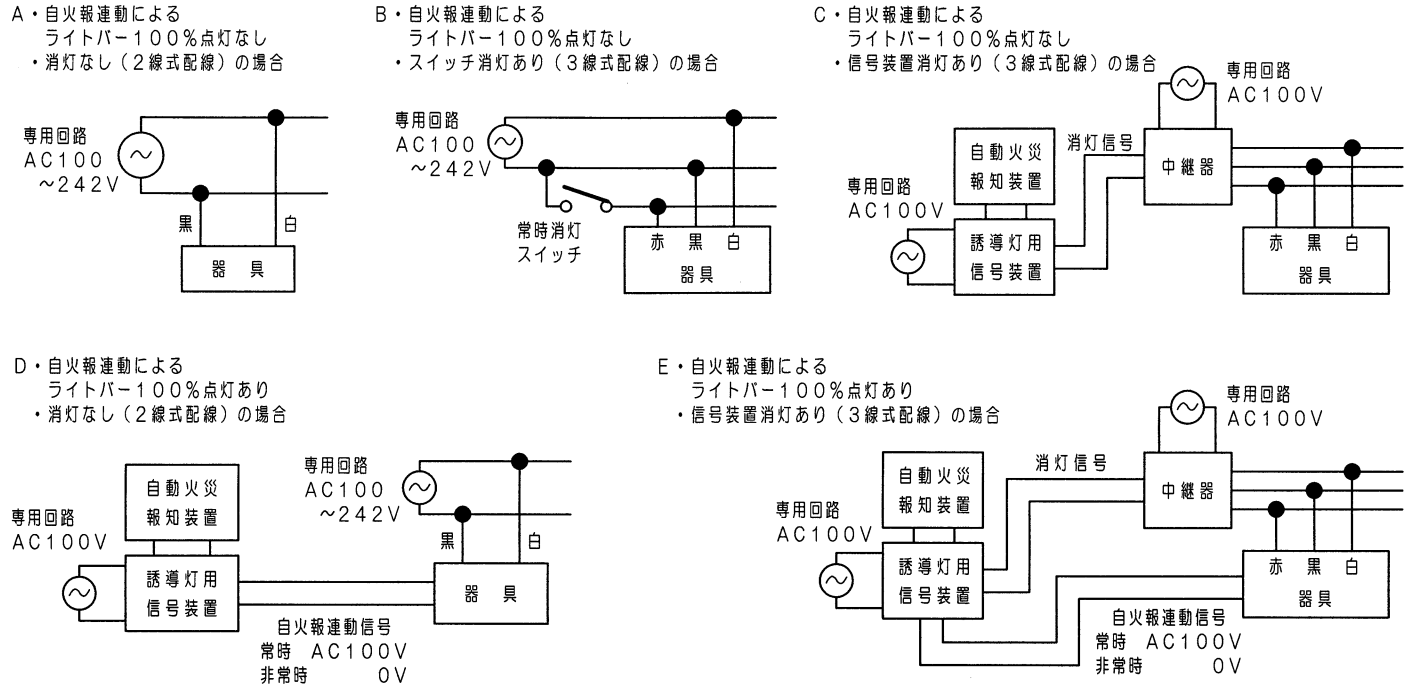 A・自火報連動による
ライトバー１００％点灯なし
・消灯なし（２線式配線）の場合
専用回路
AC100
～242V
黒
白
器　具
B・自火報連動による
ライトバー１００％点灯なし
・スイッチ消灯あり（３線式配線）の場合
専用回路
AC100
～242V
常時消灯
スイッチ
赤　黒　白
器具
C・自火報連動による
ライトバー１００％点灯なし
・信号装置消灯あり（３線式配線）の場合
専用回路
AC100V
自動火災
報知装置
消灯信号
中継器
専用回路
AC100V
誘導灯用
信号装置
赤　黒　白
器具
D・自火報連動による
ライトバー１００％点灯あり
・消灯なし（２線式配線）の場合
専用回路
AC100
～242V
自動火災
報知装置
専用回路
AC100V
黒
白
誘導灯用
信号装置
器　具
自火報連動信号
常時　AC100V
非常時　0V
E・自火報連動による
ライトバー１００％点灯あり
・信号装置消灯あり（３線式配線）の場合
専用回路
AC100V
消灯信号
自動火災
報知装置
中継器
専用回路
AC100V
誘導灯用
信号装置
赤　黒　白
器具
自火報連動信号
常時　AC100V
非常時　0V